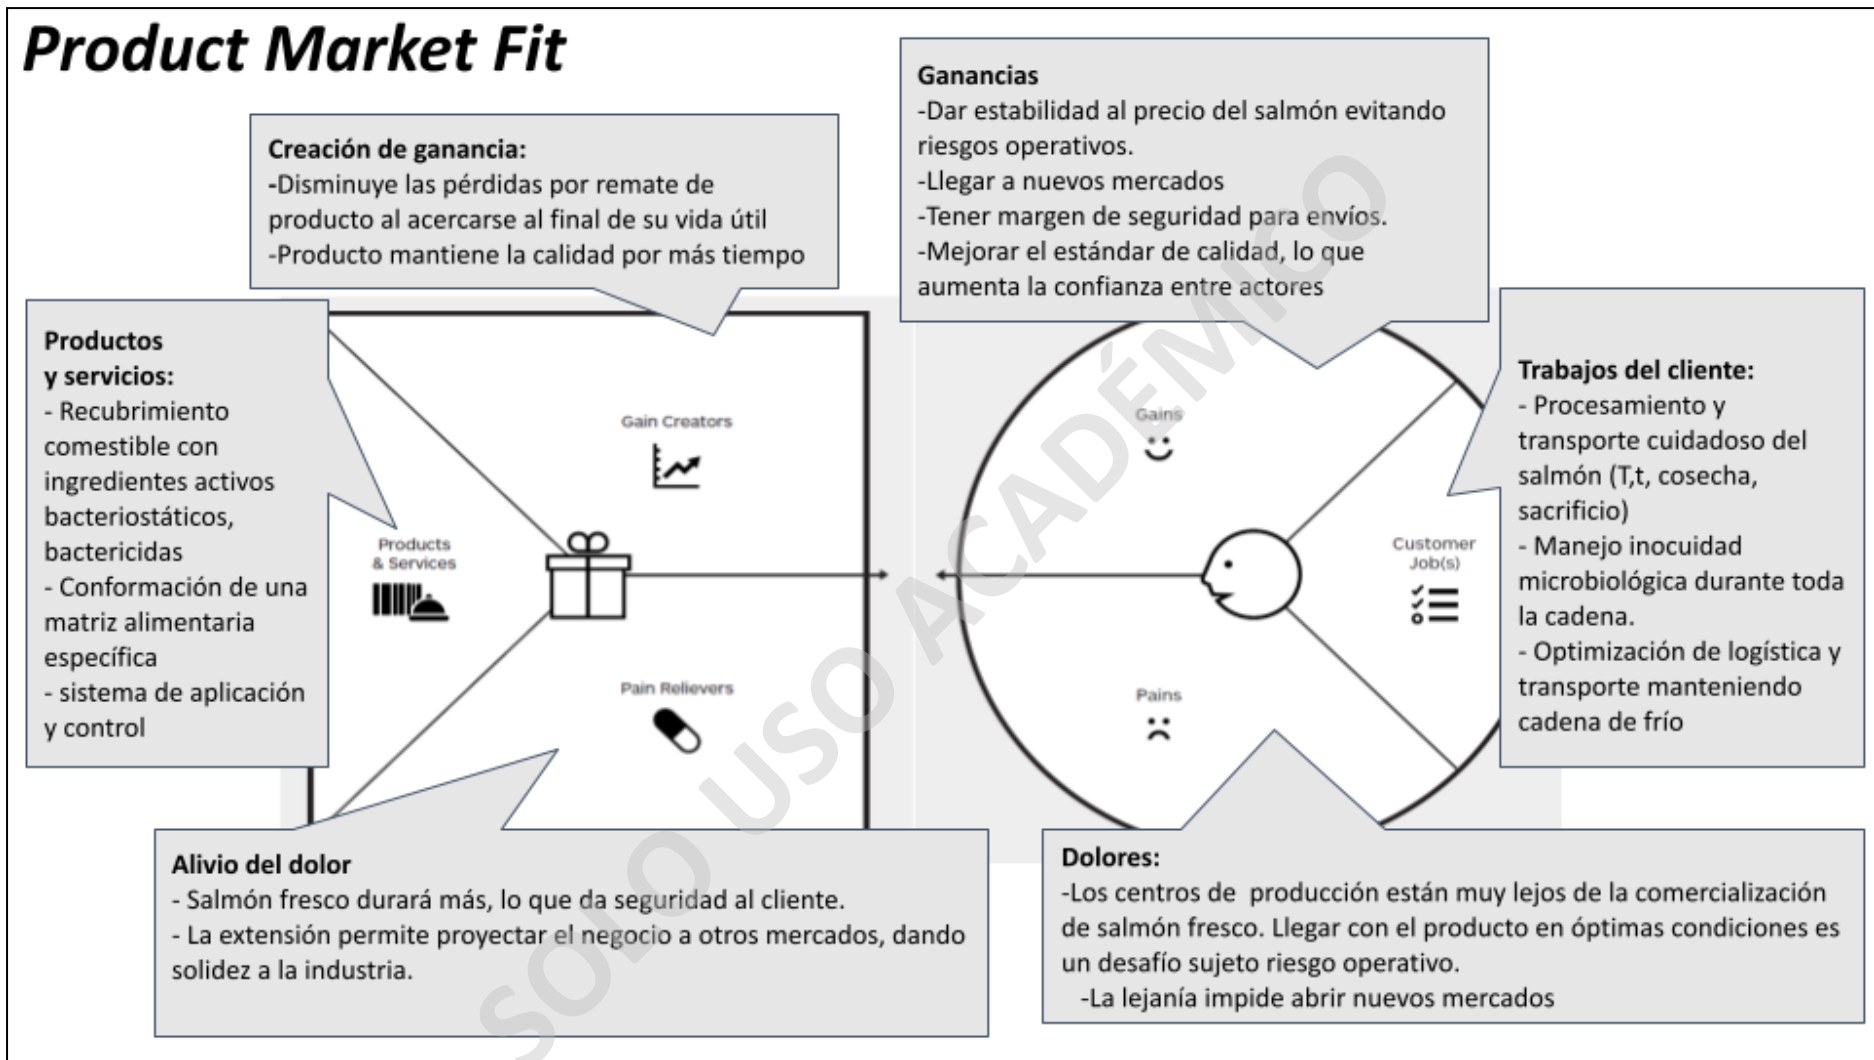 Product Market Fit
Creación de ganancia:
-Disminuye las pérdidas por remate de
producto al acercarse al final de su vida útil
-Producto mantiene la calidad por más tiempo
Ganancias
-Dar estabilidad al precio del salmón evitando
riesgos operativos.
-Llegar a nuevos mercados
-Tener margen de seguridad para envíos.
-Mejorar el estándar de calidad, lo que
aumenta la confianza entre actores
Productos
y servicios:
- Recubrimiento
comestible con
ingredientes activos
bacteriostáticos,
bactericidas
- Conformación de una
matriz alimentaria
específica
- sistema de aplicación
y control
Gain Creators
Products
& Services
Pain Relievers
Gains
Customer
Job(s)
Pains
Trabajos del cliente:
- Procesamiento y
transporte cuidadoso del
salmón (T,t, cosecha,
sacrificio)
- Manejo inocuidad
microbiológica durante toda
la cadena.
- Optimización de logística y
transporte manteniendo
cadena de frío
Alivio del dolor
- Salmón fresco durará más, lo que da seguridad al cliente.
- La extensión permite proyectar el negocio a otros mercados, dando
solidez a la industria.
Dolores:
-Los centros de producción están muy lejos de la comercialización
de salmón fresco. Llegar con el producto en óptimas condiciones es
un desafío sujeto riesgo operativo.
-La lejanía impide abrir nuevos mercados
SOLO USO ACADÉMICO